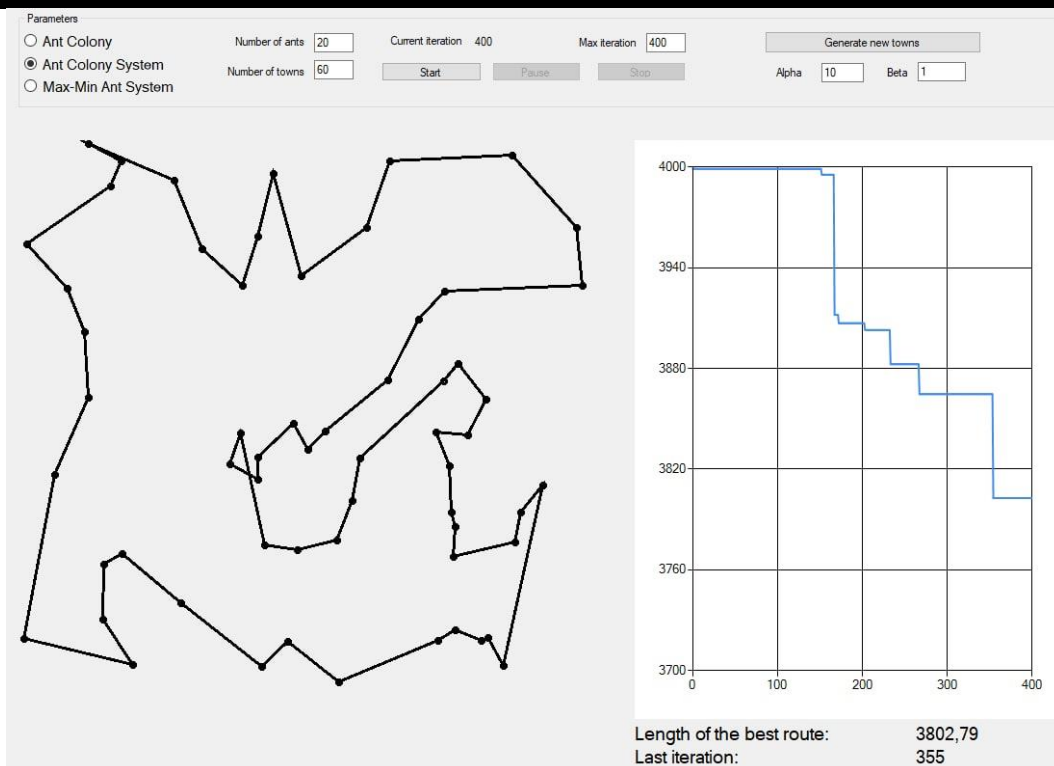 Parameters
Ant Colony
Ant Colony System
Max-Min Ant System
Number of ants 20
Number of towns 60
Current iteration 400
Max iteration 400
Start Pause Stop
Generate new towns
Alpha 10 Beta 1
4000
3940
3880
3820
3760
3700
0 100 200 300 400
Length of the best route: 3802,79
Last iteration: 355